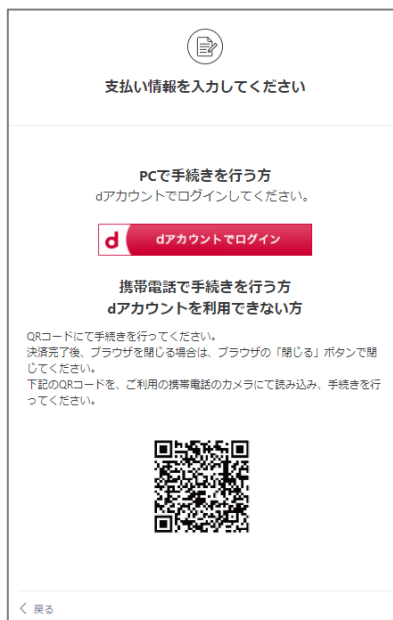 支払い情報を入力してください
PCで手続きを行う方
dアカウントでログインしてください。
d dアカウントでログイン
携帯電話で手続きを行う方
dアカウントを利用できない方
QRコードにて手続きを行ってください。
決済完了後、ブラウザを閉じる場合は、ブラウザの「閉じる」ボタンで閉
じてください。
下記のQRコードを、ご利用の携帯電話のカメラにて読み込み、手続きを行
ってください。
く 戻る